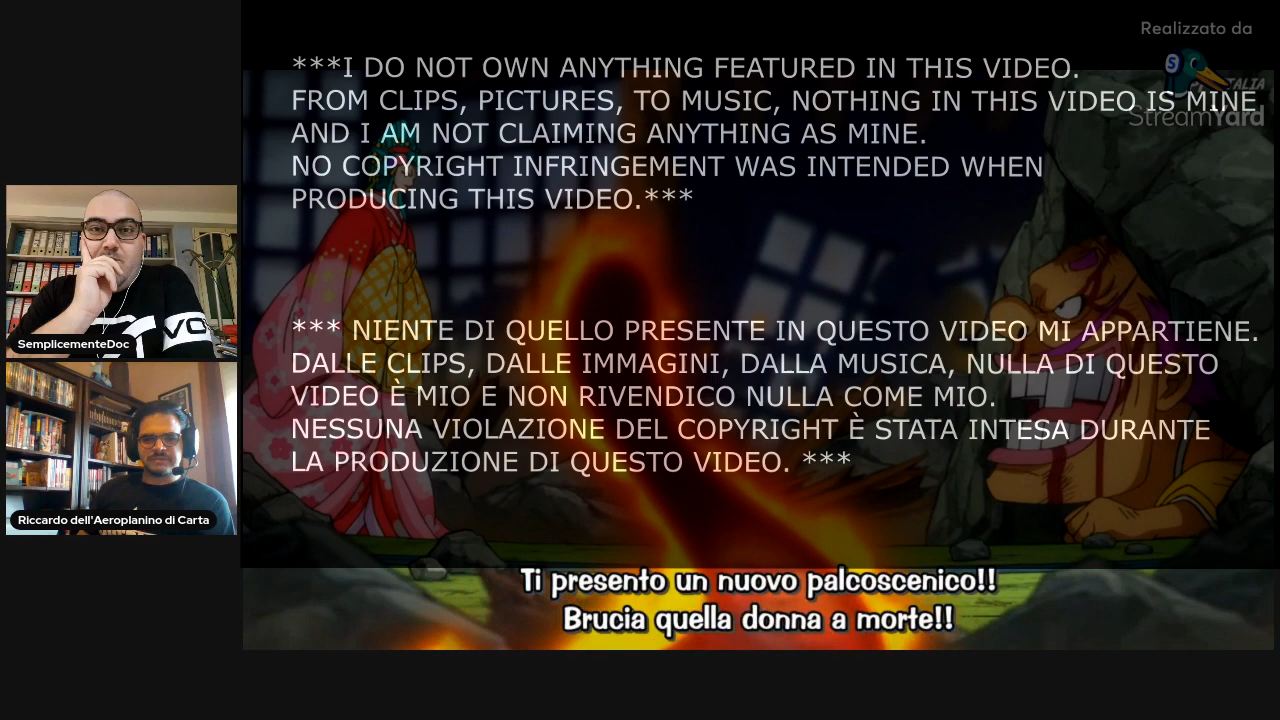 Realizzato da
S
ITALIA
StreamYard
***I DO NOT OWN ANYTHING FEATURED IN THIS VIDEO.
FROM CLIPS, PICTURES, TO MUSIC, NOTHING IN THIS VIDEO IS MINE,
AND I AM NOT CLAIMING ANYTHING AS MINE.
NO COPYRIGHT INFRINGEMENT WAS INTENDED WHEN
PRODUCING THIS VIDEO.***
*** NIENTE DI QUELLO PRESENTE IN QUESTO VIDEO MI APPARTIENE.
DALLE CLIPS, DALLE IMMAGINI, DALLA MUSICA, NULLA DI QUESTO
VIDEO È MIO E NON RIVENDICO NULLA COME MIO.
NESSUNA VIOLAZIONE DEL COPYRIGHT È STATA INTESA DURANTE
LA PRODUZIONE DI QUESTO VIDEO. ***
VO
SemplicementeDoc
Riccardo dell'Aeroplanino di Carta
Ti presento un nuovo palcoscenico!!
Brucia quella donna a morte!!